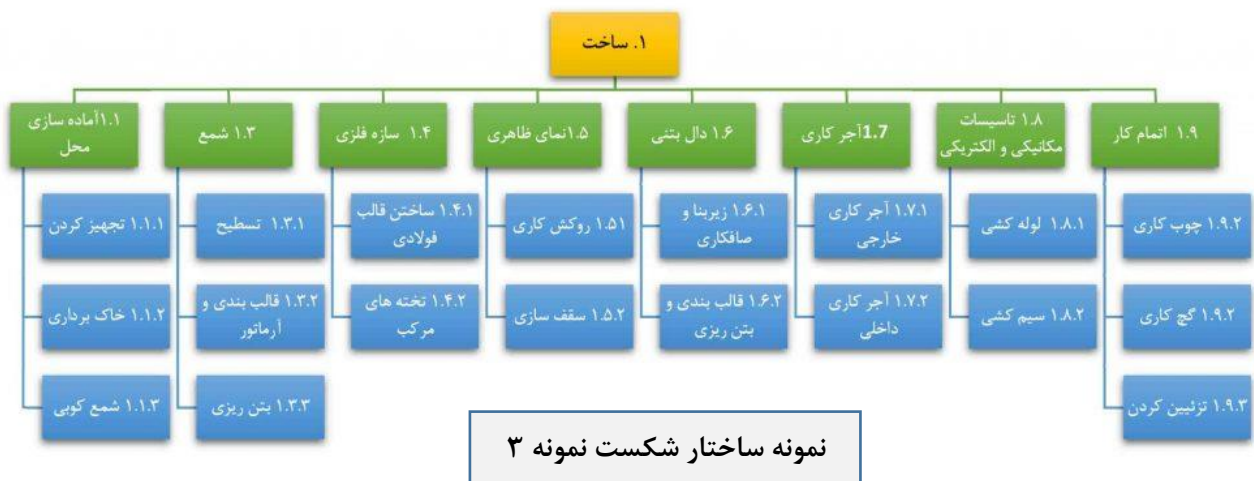 ۱. ساخت
۱.۱آماده سازی
محل
۱.۳ شمع
۱.۴ سازه فلزی
۱.۵نمای ظاهری
۱.۶ دال بتنی
1.7آجر کاری
۱.۸ تاسیسات
مکانیکی و الکتریکی
۱.۹ اتمام کار
۱.۱.۱ تجهیز کردن
۱.۳.۱ تسطیح
۱.۴.۱ ساختن قالب
فولادی
۱.۵۱ روکش کاری
۱.۶.۱ زیربنا و
صافکاری
۱.۷.۱ آجر کاری
خارجی
۱.۸.۱ لوله کشی
۱.۹.۲ چوب کاری
۱.۱.۲ خاک برداری
۱.۳.۲ قالب بندی و
آرماتور
۱.۴.۲ تخته های
مرکب
۱.۵.۲ سقف سازی
۱.۶.۲ قالب بندی و
بتن ریزی
۱.۷.۲ آجر کاری
داخلی
۱.۸.۲ سیم کشی
۱.۹.۲ گچ کاری
۱.۱.۳ شمع کوبی
۱.۳.۳ بتن ریزی
۱.۹.۳ تزئیین کردن
نمونه ساختار شکست نمونه ۳